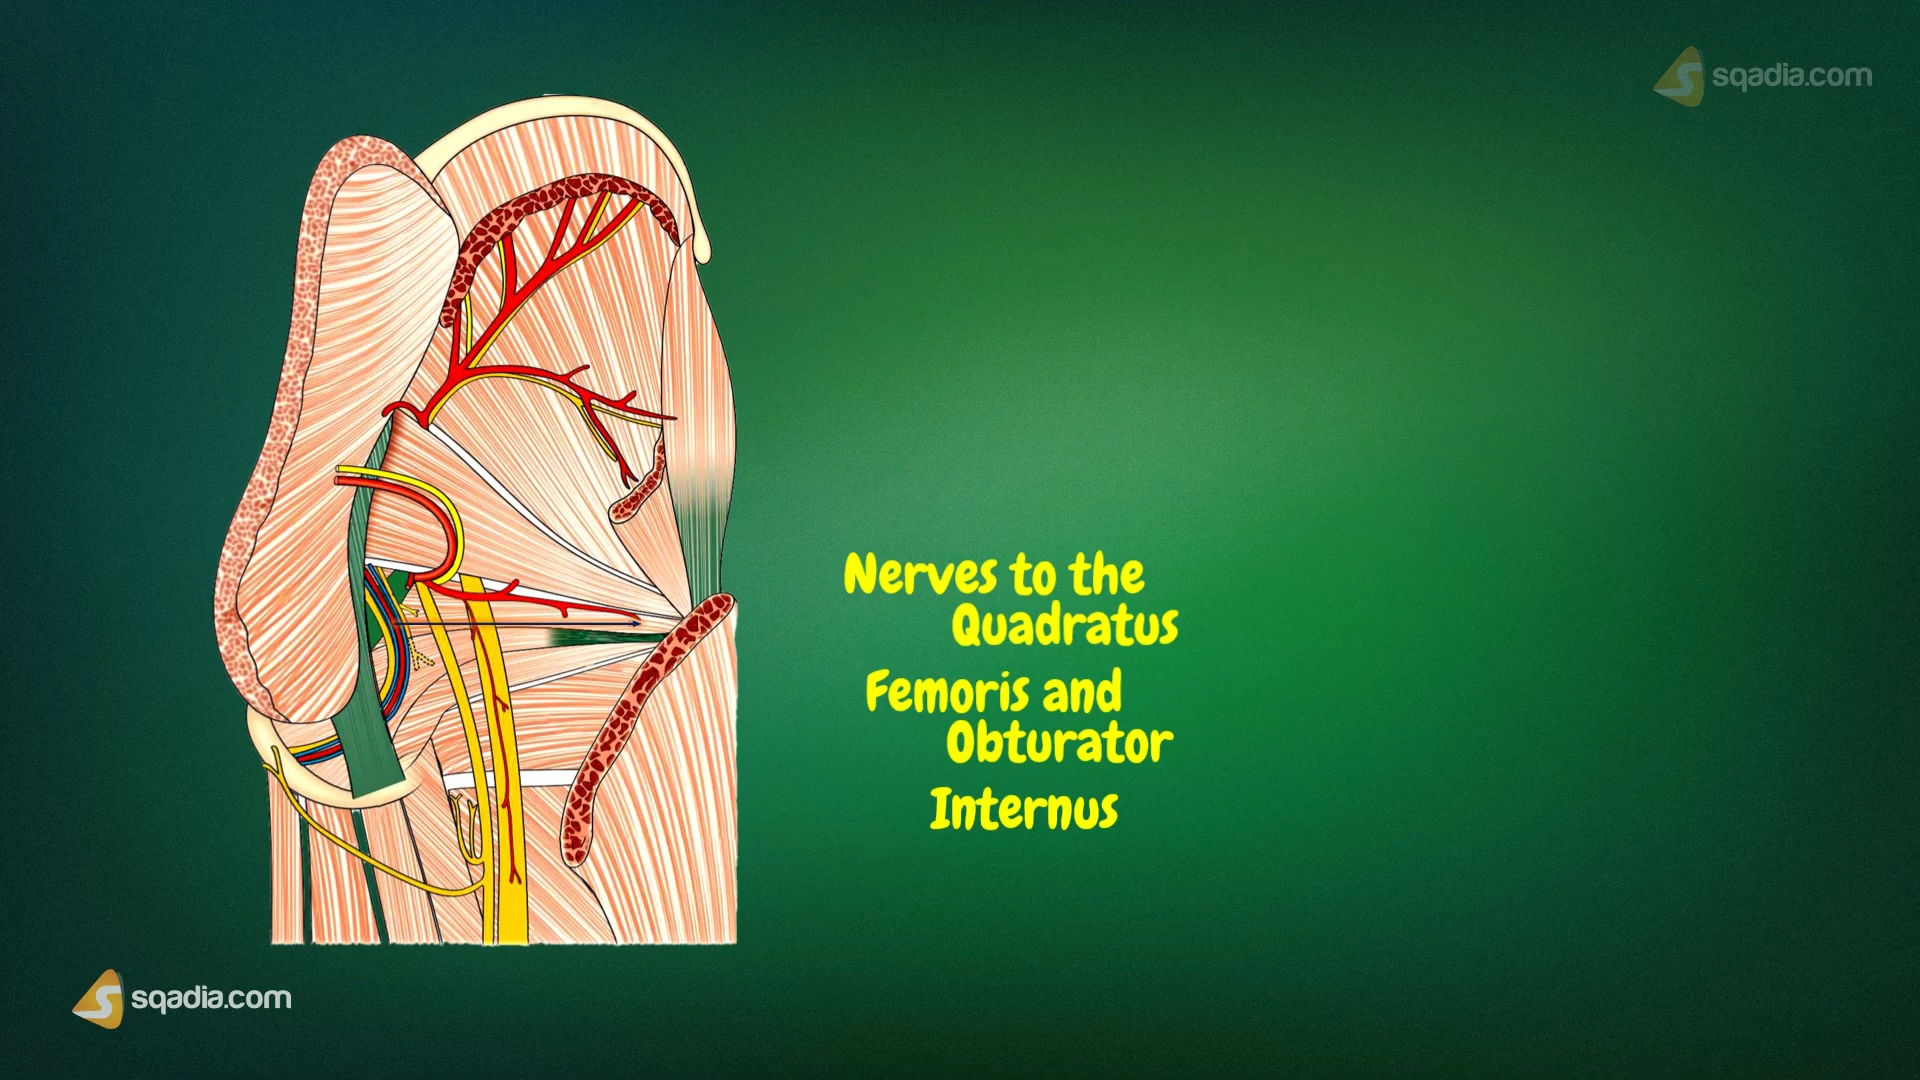 sqadia.com
Nerves to the
Quadratus
Femoris and
Obturator
Internus
sqadia.com